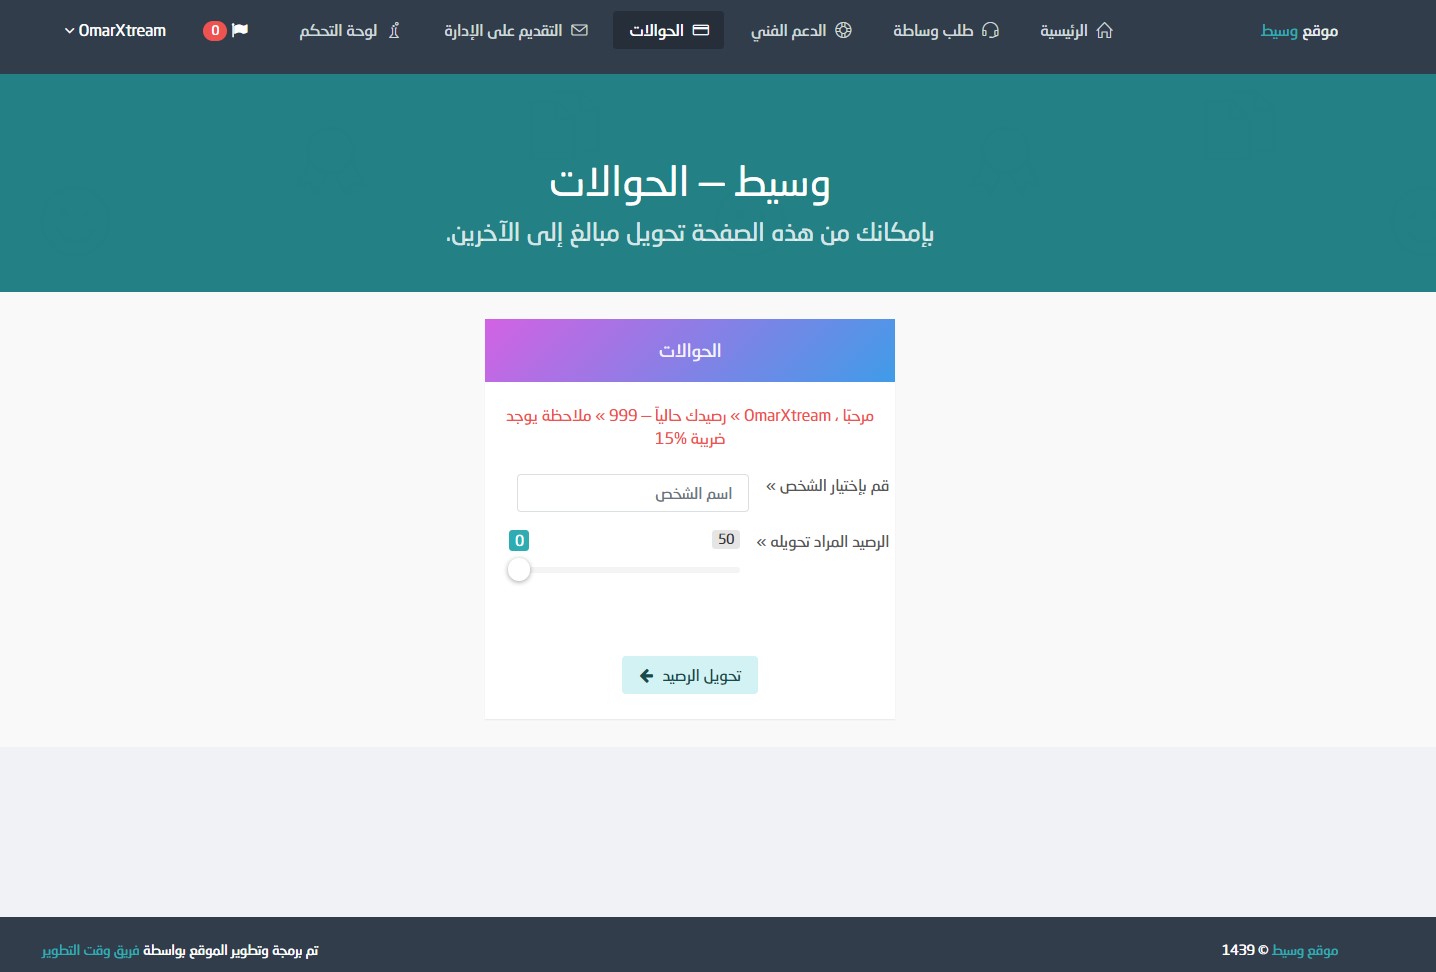 موقع وسيط
الرئيسية
طلب وساطة
الدعم الفني
الحوالات
التقديم على الإدارة
لوحة التحكم
0
OmarXtream
وسيط – الحوالات
بإمكانك من هذه الصفحة تحويل مبالغ إلى الآخرين.
الحوالات
مرحبًا ، OmarXtream » رصيدك حالياً – 999 » ملاحظة يوجد
ضريبة 15%
قم بإختيار الشخص »
اسم الشخص
الرصيد المراد تحويله »
50
0
تحويل الرصيد
موقع وسيط © 1439
تم برمجة وتطوير الموقع بواسطة فريق وقت التطوير